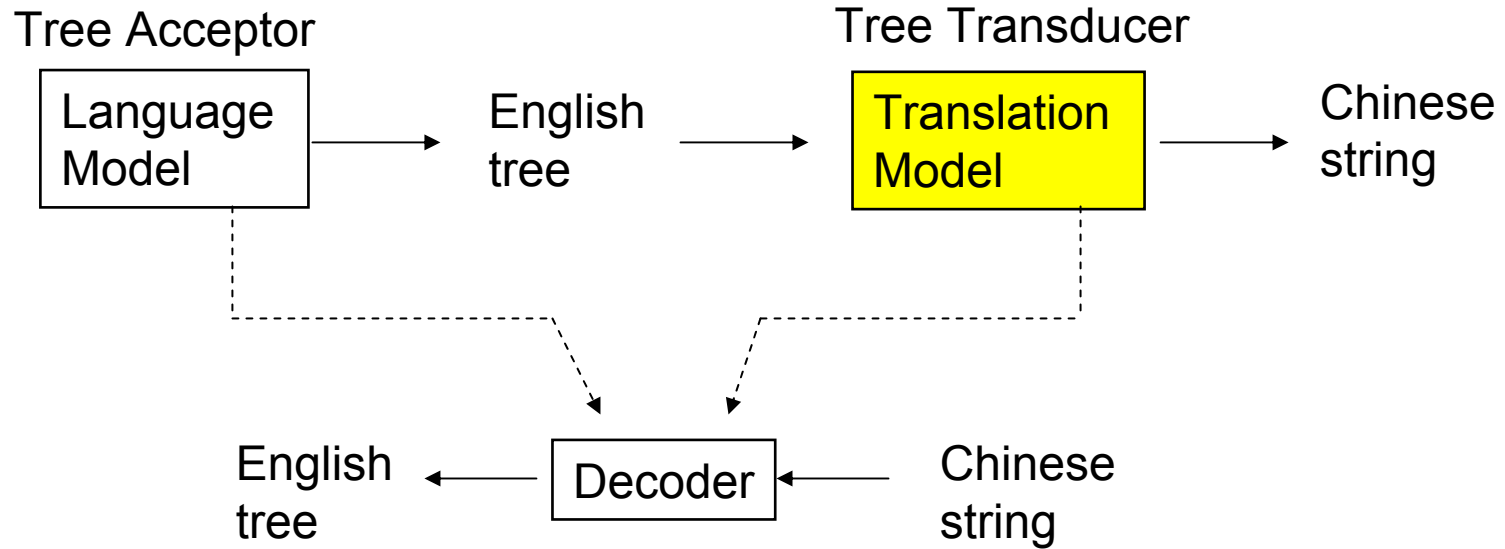 Tree Acceptor
Tree Transducer
Language
Model
English
tree
Translation
Model
Chinese
string
English
tree
Decoder
Chinese
string